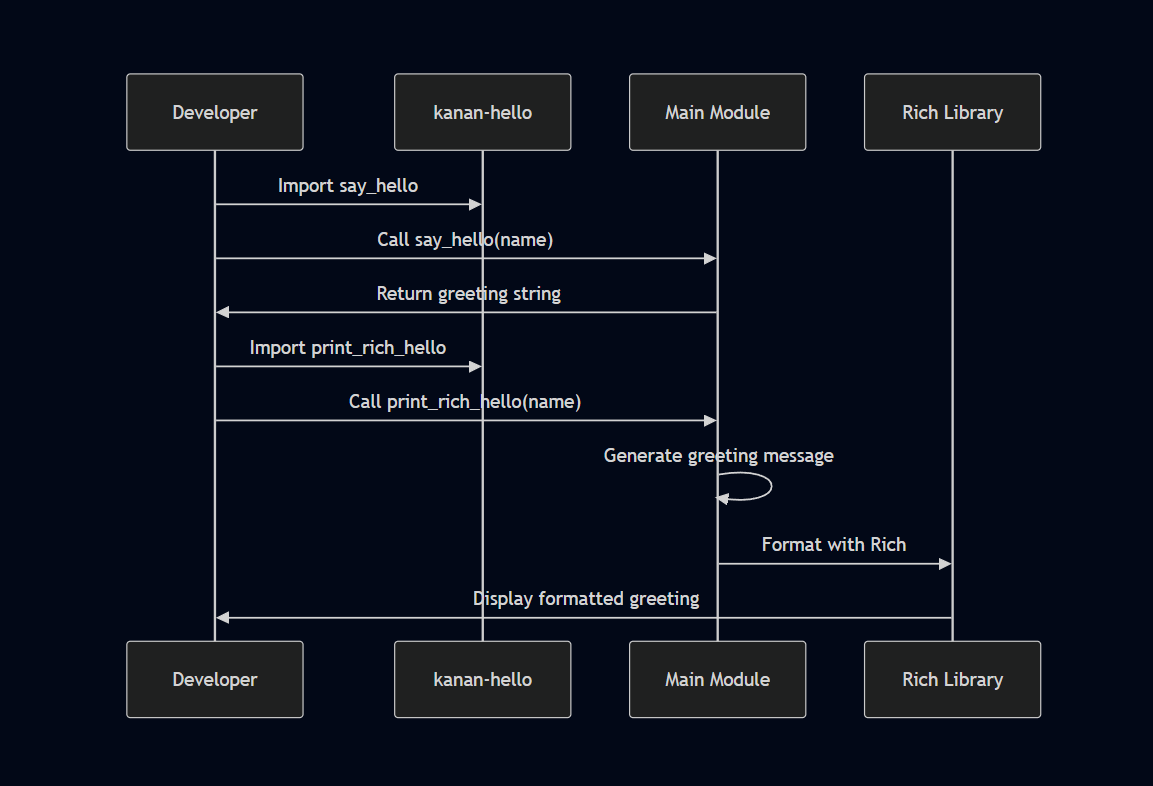 Developer
kanan-hello
Main Module
Rich Library
Import say_hello
Call say_hello(name)
Return greeting string
Import print_rich_hello
Call print_rich_hello(name)
Generate greeting message
Format with Rich
Display formatted greeting
Developer
kanan-hello
Main Module
Rich Library